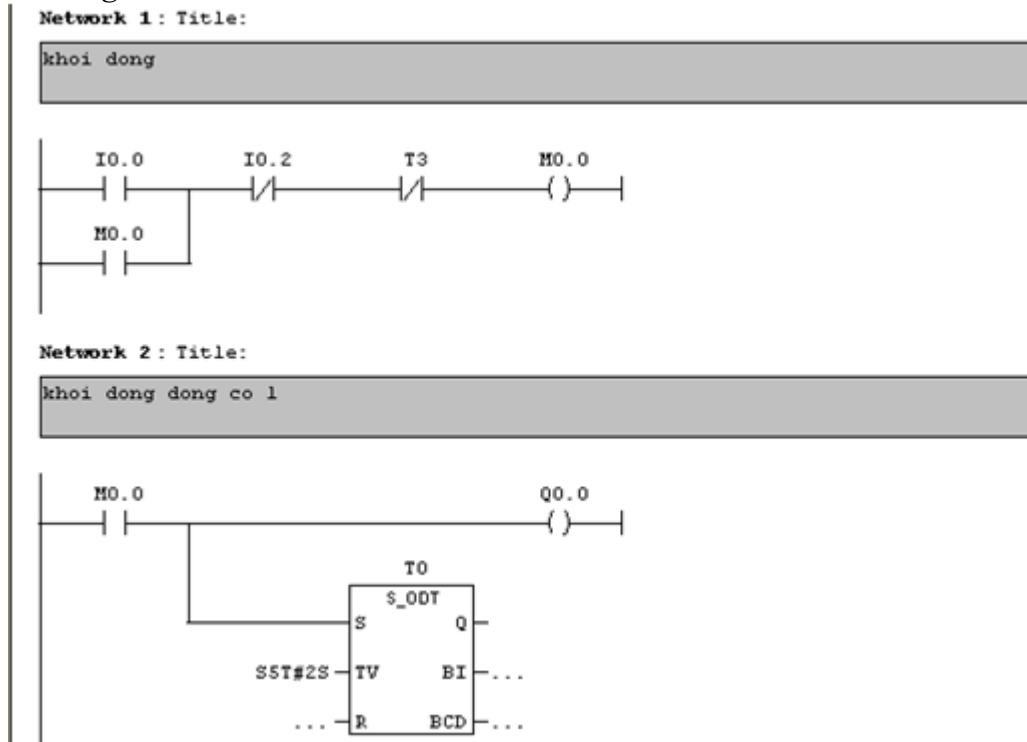 Network 1 : Title:
khoi dong
I0.0 I0.2 T3 M0.0
M0.0
Network 2 : Title:
khoi dong dong co 1
M0.0 Q0.0
T0
S_ODT
S Q
S5T#2S TV BI ...
... R BCD ...